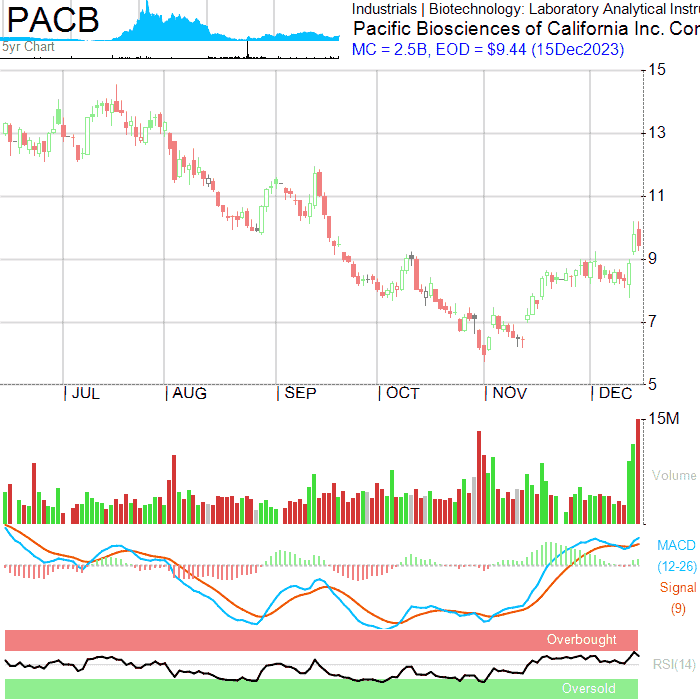 PACB
5yr Chart
Industrials | Biotechnology: Laboratory Analytical Instru
Pacific Biosciences of California Inc. Con
MC = 2.5B, EOD = $9.44 (15Dec2023)
15
13
11
9
7
5
| JUL | AUG | SEP | OCT | NOV | DEC
15M
Volume
MACD
(12-26)
Signal
(9)
Overbought
RSI(14)
Oversold